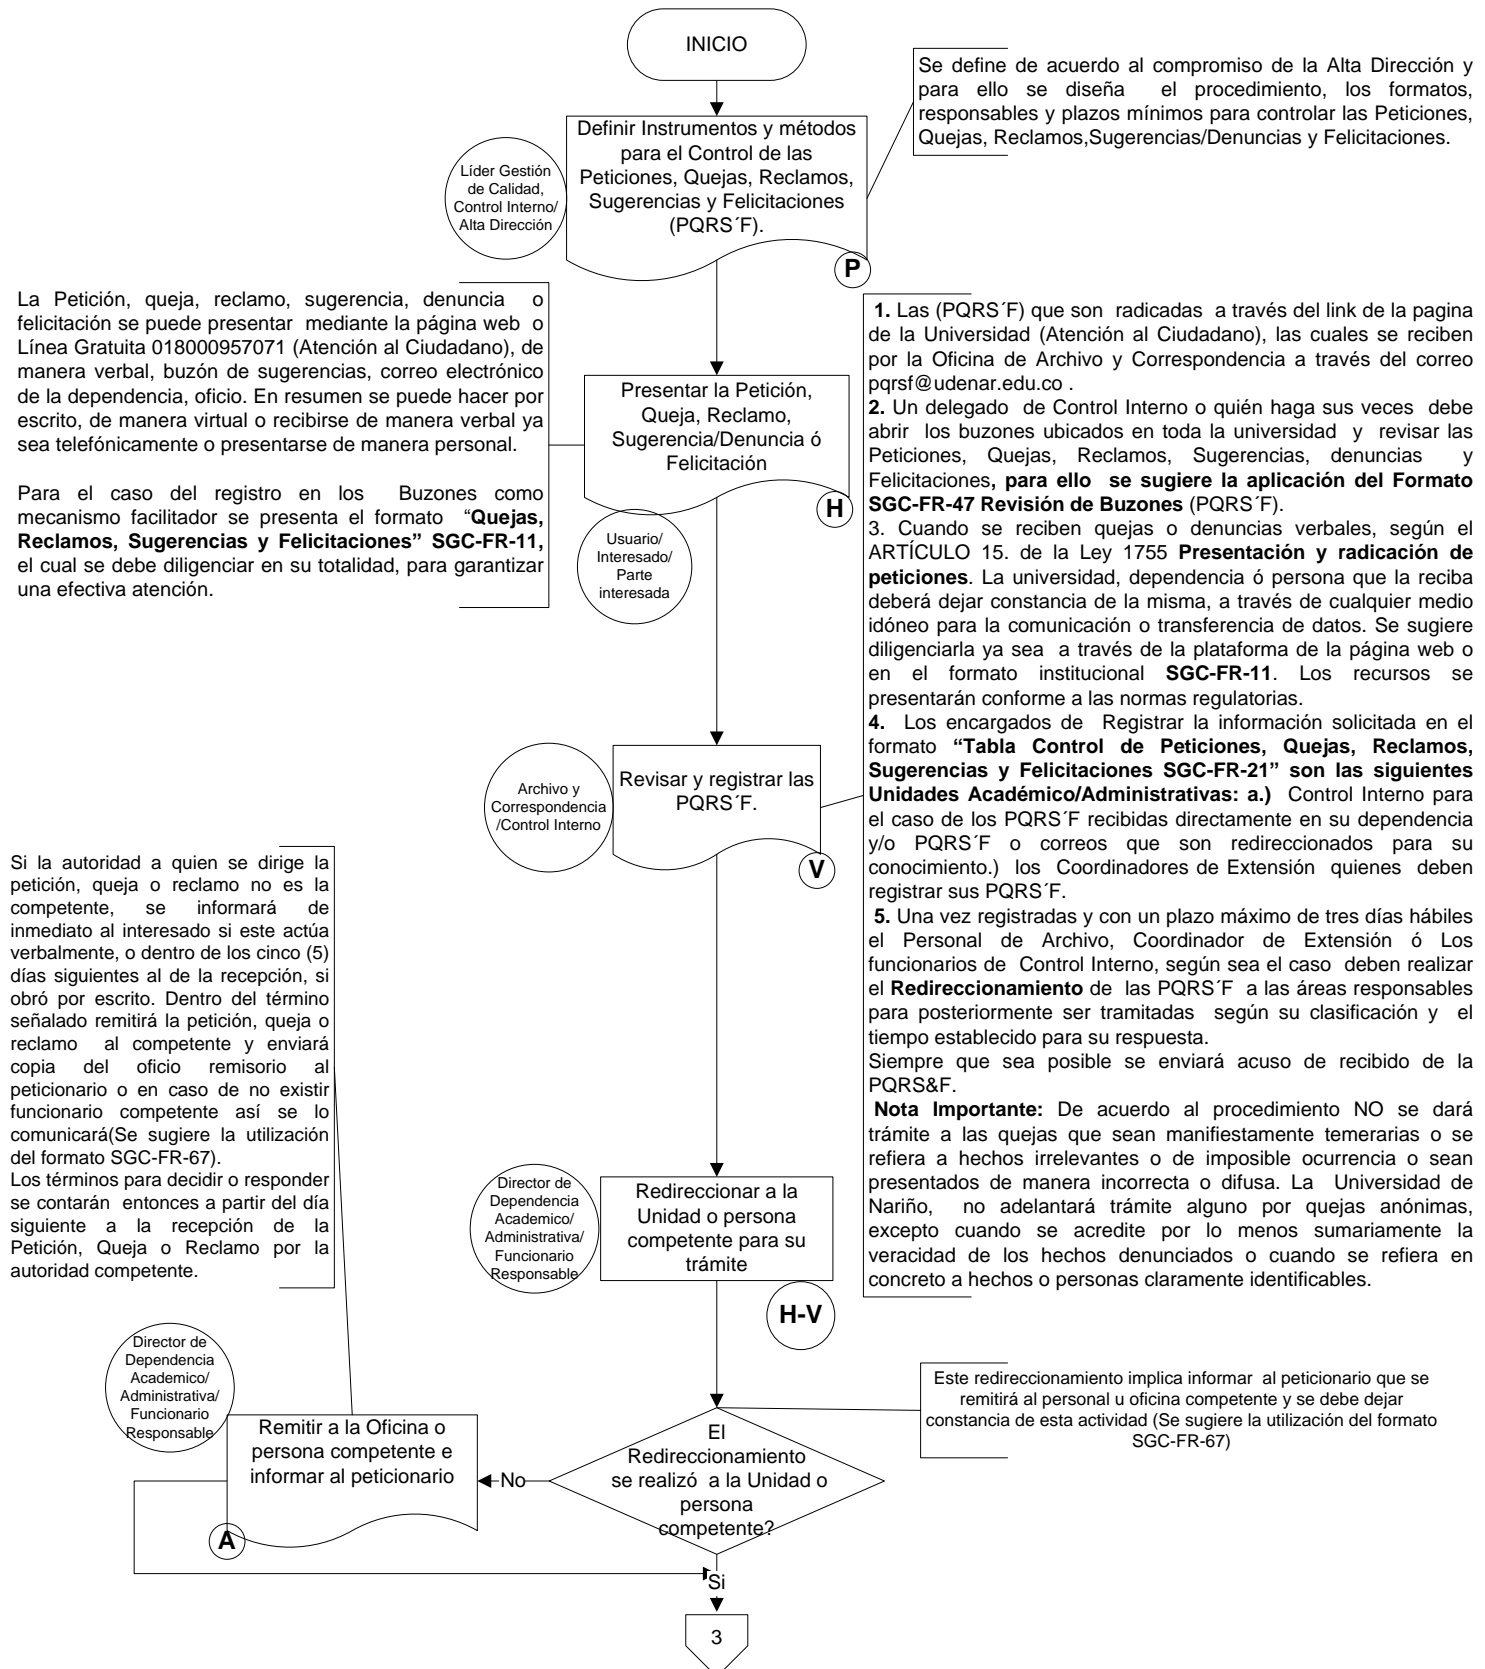 INICIO
Se define de acuerdo al compromiso de la Alta Dirección y
para ello se diseña el procedimiento, los formatos,
responsables y plazos mínimos para controlar las Peticiones,
Quejas, Reclamos,Sugerencias/Denuncias y Felicitaciones.
Definir Instrumentos y métodos
para el Control de las
Peticiones, Quejas, Reclamos,
Sugerencias y Felicitaciones
(PQRS´F).
Líder Gestión
de Calidad,
Control Interno/
Alta Dirección
P
La Petición, queja, reclamo, sugerencia, denuncia o
felicitación se puede presentar mediante la página web o
Línea Gratuita 018000957071 (Atención al Ciudadano), de
manera verbal, buzón de sugerencias, correo electrónico
de la dependencia, oficio. En resumen se puede hacer por
escrito, de manera virtual o recibirse de manera verbal ya
sea telefónicamente o presentarse de manera personal.
Para el caso del registro en los Buzones como
mecanismo facilitador se presenta el formato “Quejas,
Reclamos, Sugerencias y Felicitaciones” SGC-FR-11,
el cual se debe diligenciar en su totalidad, para garantizar
una efectiva atención.
Presentar la Petición,
Queja, Reclamo,
Sugerencia/Denuncia ó
Felicitación
H
Usuario/
Interesado/
Parte
interesada
1. Las (PQRS´F) que son radicadas a través del link de la pagina
de la Universidad (Atención al Ciudadano), las cuales se reciben
por la Oficina de Archivo y Correspondencia a través del correo
pqrsf@udenar.edu.co .
2. Un delegado de Control Interno o quién haga sus veces debe
abrir los buzones ubicados en toda la universidad y revisar las
Peticiones, Quejas, Reclamos, Sugerencias, denuncias y
Felicitaciones, para ello se sugiere la aplicación del Formato
SGC-FR-47 Revisión de Buzones (PQRS´F).
3. Cuando se reciben quejas o denuncias verbales, según el
ARTÍCULO 15. de la Ley 1755 Presentación y radicación de
peticiones. La universidad, dependencia ó persona que la reciba
deberá dejar constancia de la misma, a través de cualquier medio
idóneo para la comunicación o transferencia de datos. Se sugiere
diligenciarla ya sea a través de la plataforma de la página web o
en el formato institucional SGC-FR-11. Los recursos se
presentarán conforme a las normas regulatorias.
4. Los encargados de Registrar la información solicitada en el
formato “Tabla Control de Peticiones, Quejas, Reclamos,
Sugerencias y Felicitaciones SGC-FR-21” son las siguientes
Unidades Académico/Administrativas: a.) Control Interno para
el caso de los PQRS´F recibidas directamente en su dependencia
y/o PQRS´F o correos que son redireccionados para su
conocimiento.) los Coordinadores de Extensión quienes deben
registrar sus PQRS´F.
5. Una vez registradas y con un plazo máximo de tres días hábiles
el Personal de Archivo, Coordinador de Extensión ó Los
funcionarios de Control Interno, según sea el caso deben realizar
el Redireccionamiento de las PQRS´F a las áreas responsables
para posteriormente ser tramitadas según su clasificación y el
tiempo establecido para su respuesta.
Siempre que sea posible se enviará acuso de recibido de la
PQRS&F.
Nota Importante: De acuerdo al procedimiento NO se dará
trámite a las quejas que sean manifiestamente temerarias o se
refiera a hechos irrelevantes o de imposible ocurrencia o sean
presentados de manera incorrecta o difusa. La Universidad de
Nariño, no adelantará trámite alguno por quejas anónimas,
excepto cuando se acredite por lo menos sumariamente la
veracidad de los hechos denunciados o cuando se refiera en
concreto a hechos o personas claramente identificables.
Archivo y
Correspondencia
/Control Interno
Revisar y registrar las
PQRS´F.
V
Si la autoridad a quien se dirige la
petición, queja o reclamo no es la
competente, se informará de
inmediato al interesado si este actúa
verbalmente, o dentro de los cinco (5)
días siguientes al de la recepción, si
obró por escrito. Dentro del término
señalado remitirá la petición, queja o
reclamo al competente y enviará
copia del oficio remisorio al
peticionario o en caso de no existir
funcionario competente así se lo
comunicará(Se sugiere la utilización
del formato SGC-FR-67).
Los términos para decidir o responder
se contarán entonces a partir del día
siguiente a la recepción de la
Petición, Queja o Reclamo por la
autoridad competente.
Director de
Dependencia
Academico/
Administrativa/
Funcionario
Responsable
Redireccionar a la
Unidad o persona
competente para su
trámite
H-V
Director de
Dependencia
Academico/
Administrativa/
Funcionario
Responsable
Remitir a la Oficina o
persona competente e
informar al peticionario
A
No
El
Redireccionamiento
se realizó a la Unidad o
persona
competente?
Este redireccionamiento implica informar al peticionario que se
remitirá al personal u oficina competente y se debe dejar
constancia de esta actividad (Se sugiere la utilización del formato
SGC-FR-67)
Si
3